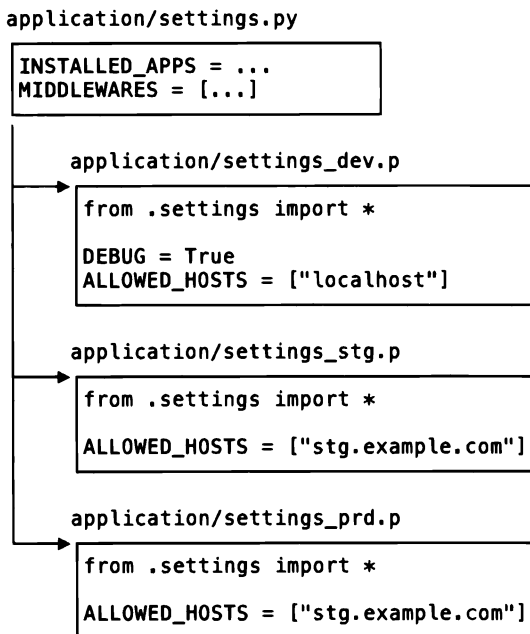 application/settings.py
INSTALLED_APPS = ...
MIDDLEWARES = [...]
application/settings_dev.p
from .settings import *
DEBUG = True
ALLOWED_HOSTS = ["localhost"]
application/settings_stg.p
from .settings import *
ALLOWED_HOSTS = ["stg.example.com"]
application/settings_prd.p
from .settings import *
ALLOWED_HOSTS = ["stg.example.com"]